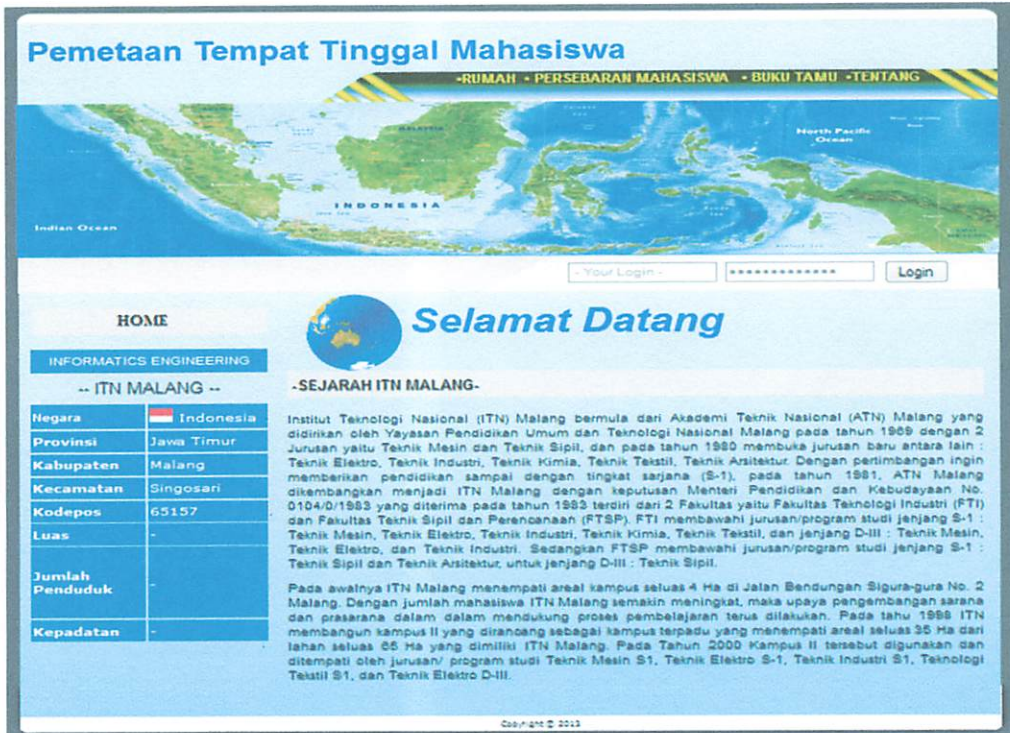 Pemetaan Tempat Tinggal Mahasiswa
•RUMAH • PERSEBARAN MAHASISWA • BUKU TAMU •TENTANG
MALAYSIA
North Pacific
Ocean
INDONESIA
Indian Ocean
- Your Login -
Login
HOME
Selamat Datang
INFORMATICS ENGINEERING
-- ITN MALANG --
Negara Indonesia
Provinsi Jawa Timur
Kabupaten Malang
Kecamatan Singosari
Kodepos 65157
Luas -
Jumlah
Penduduk -
Kepadatan -
-SEJARAH ITN MALANG-
Institut Teknologi Nasional (ITN) Malang bermula dari Akademi Teknik Nasional (ATN) Malang yang
didirikan oleh Yayasan Pendidikan Umum dan Teknologi Nasional Malang pada tahun 1969 dengan 2
Jurusan yaitu Teknik Mesin dan Teknik Sipil, dan pada tahun 1980 membuka jurusan baru antara lain :
Teknik Elektro, Teknik Industri, Teknik Kimia, Teknik Tekstil, Teknik Arsitektur. Dengan pertimbangan ingin
memberikan pendidikan sampai dengan tingkat sarjana (S-1), pada tahun 1981, ATN Malang
dikembangkan menjadi ITN Malang dengan keputusan Menteri Pendidikan dan Kebudayaan No.
0104/0/1983 yang diterima pada tahun 1983 terdiri dari 2 Fakultas yaitu Fakultas Teknologi Industri (FTI)
dan Fakultas Teknik Sipil dan Perencanaan (FTSP). FTI membawahi jurusan/program studi jenjang S-1 :
Teknik Mesin, Teknik Elektro, Teknik Industri, Teknik Kimia, Teknik Tekstil, dan jenjang D-III : Teknik Mesin,
Teknik Elektro, dan Teknik Industri. Sedangkan FTSP membawahi jurusan/program studi jenjang S-1 :
Teknik Sipil dan Teknik Arsitektur, untuk jenjang D-III : Teknik Sipil.
Pada awalnya ITN Malang menempati areal kampus seluas 4 Ha di Jalan Bendungan Sigura-gura No. 2
Malang. Dengan jumlah mahasiswa ITN Malang semakin meningkat, maka upaya pengembangan sarana
dan prasarana dalam dalam mendukung proses pembelajaran terus dilakukan. Pada tahu 1998 ITN
membangun kampus II yang dirancang sebagai kampus terpadu yang menempati areal seluas 35 Ha dari
lahan seluas 65 Ha yang dimiliki ITN Malang. Pada Tahun 2000 Kampus II tersebut digunakan dan
ditempati oleh jurusan/ program studi Teknik Mesin S1, Teknik Elektro S-1, Teknik Industri S1, Teknologi
Tekstil S1, dan Teknik Elektro D-III.
Copyright © 2013